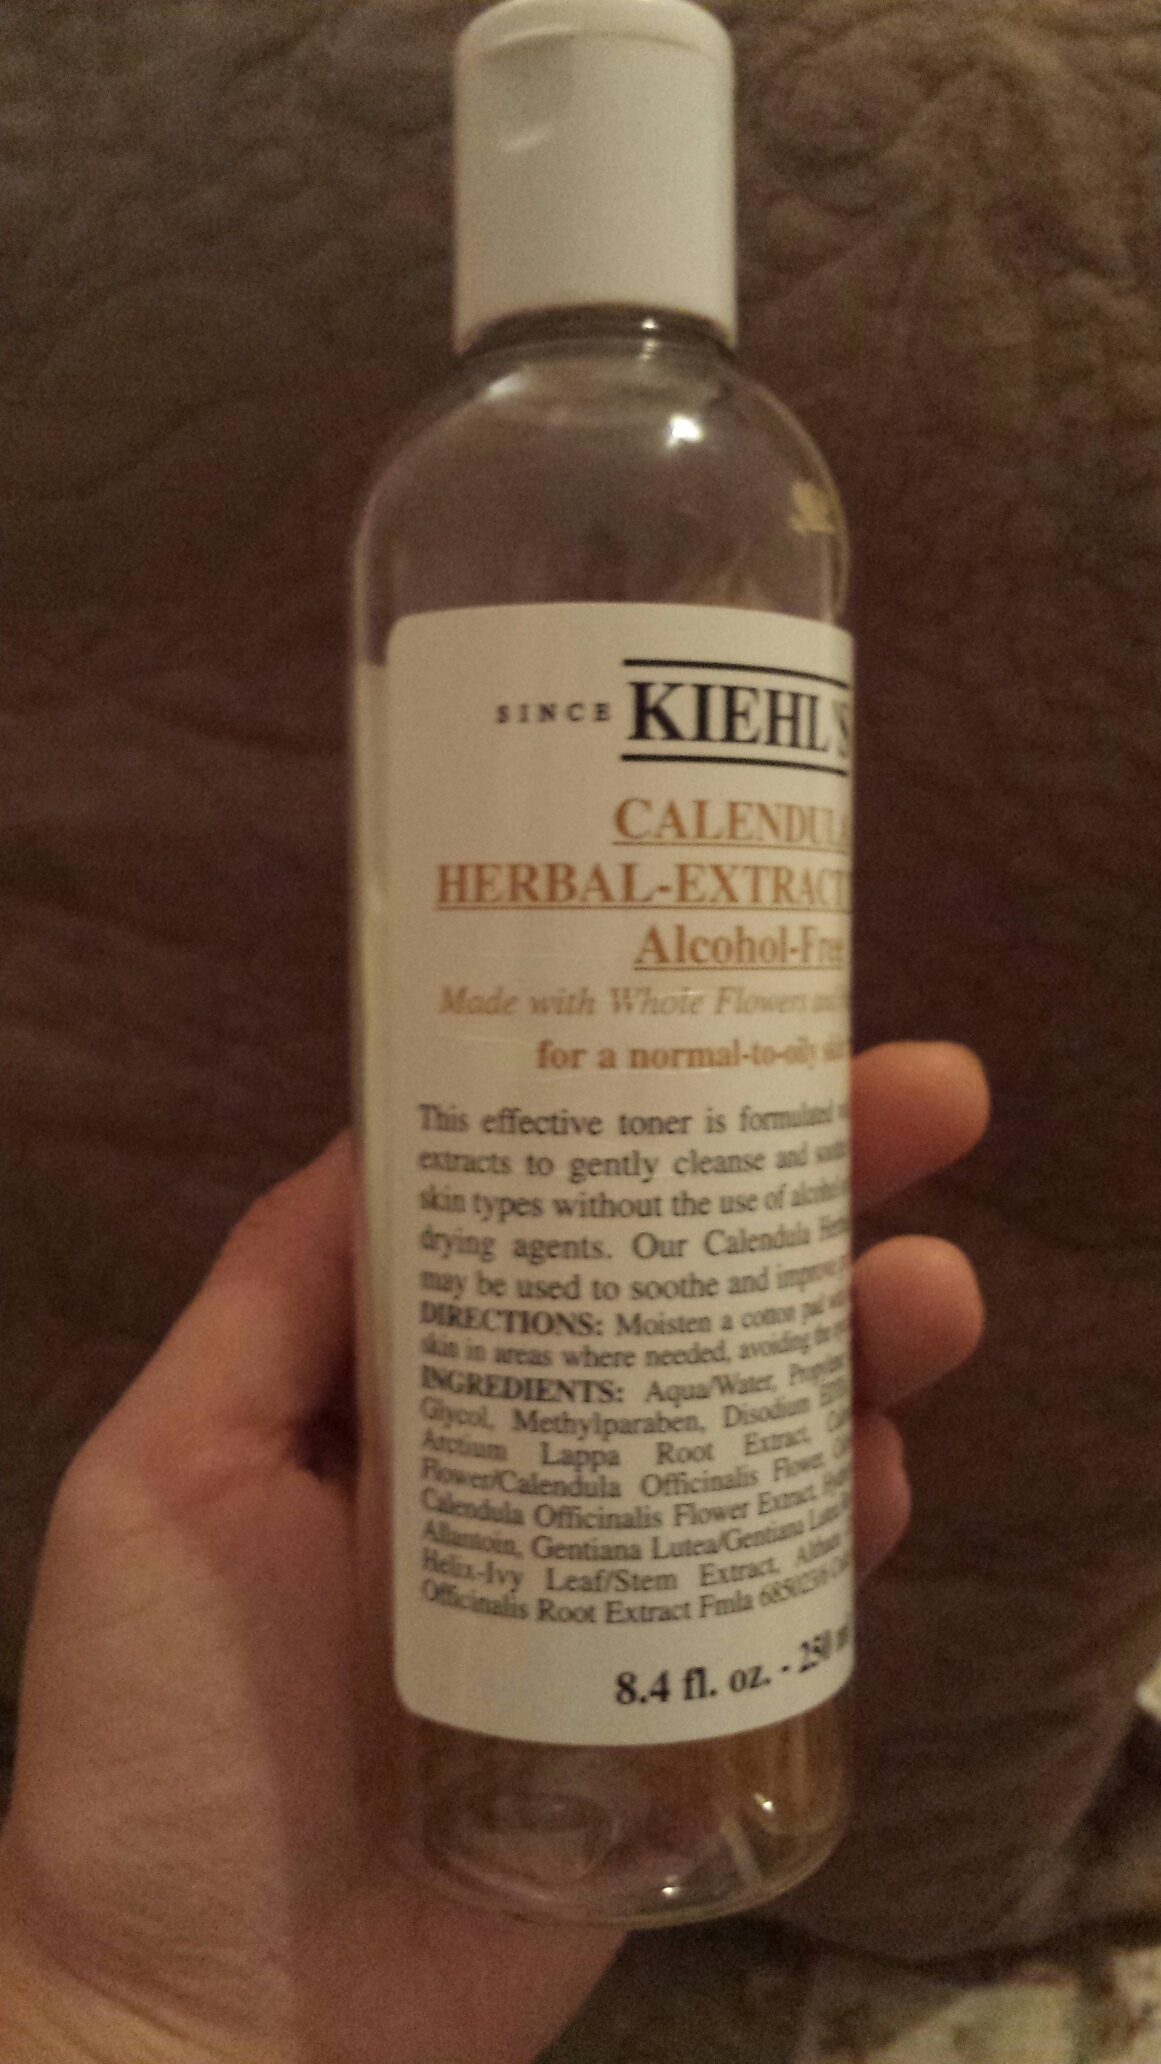 SINCE KIEHL'S
CALENDULA
HERBAL-EXTRACT
Alcohol-Free
Made with Whole Flowers and
for a normal-to-oily skin
This effective toner is formulated
extracts to gently cleanse and
skin types without the use of alcohol
drying agents. Our Calendula
may be used to soothe and improve
DIRECTIONS: Moisten a cotton pad
skin in areas where needed, avoiding the
INGREDIENTS: Aqua/Water, Propylene
Glycol, Methylparaben, Disodium
Arctium Lappa Root Extract,
Flower/Calendula Officinalis Flower,
Calendula Officinalis Flower Extract,
Allantoin, Gentiana Lutea/Gentiana Lutea
Helix-Ivy Leaf/Stem Extract,
Officinalis Root Extract Fmla
8.4 fl. oz. - 250